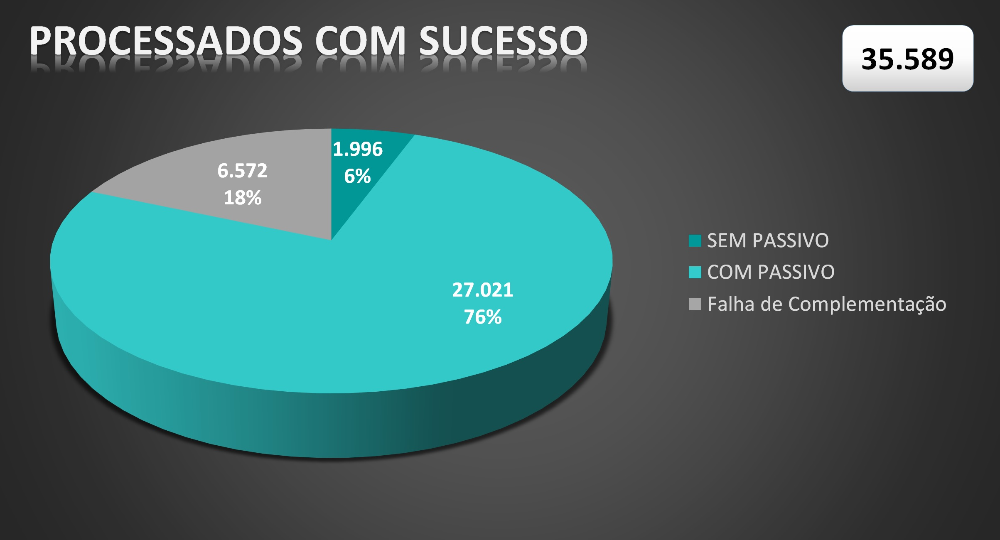 PROCESSADOS COM SUCESSO
35.589
1.996
6%
6.572
18%
27.021
76%
SEM PASSIVO
COM PASSIVO
Falha de Complementação